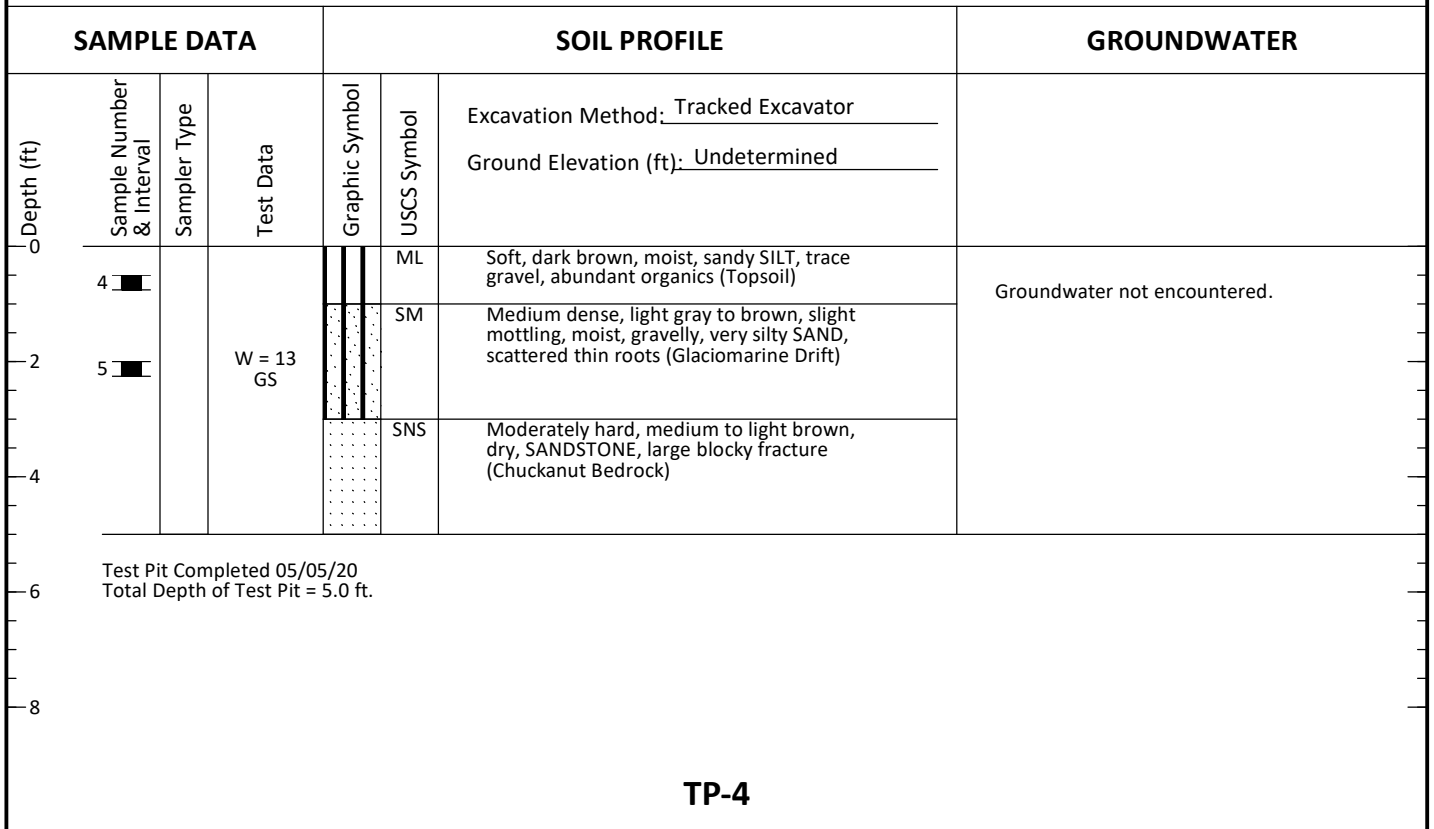 SAMPLE DATA
SOIL PROFILE
GROUNDWATER
Depth (ft)
Sample Number
& Interval
Sampler Type
Test Data
Graphic Symbol
USCS Symbol
Excavation Method: Tracked Excavator
Ground Elevation (ft): Undetermined
0
2
4
6
8
4
5
W = 13
GS
ML
Soft, dark brown, moist, sandy SILT, trace
gravel, abundant organics (Topsoil)
SM
Medium dense, light gray to brown, slight
mottling, moist, gravelly, very silty SAND,
scattered thin roots (Glaciomarine Drift)
SNS
Moderately hard, medium to light brown,
dry, SANDSTONE, large blocky fracture
(Chuckanut Bedrock)
Groundwater not encountered.
Test Pit Completed 05/05/20
Total Depth of Test Pit = 5.0 ft.
TP-4